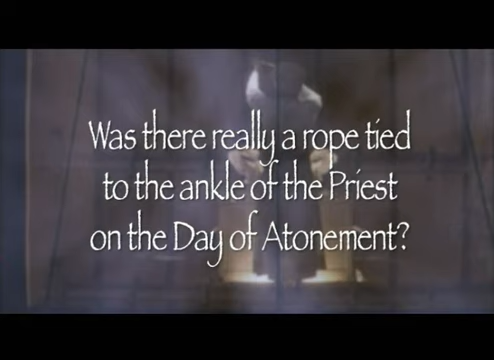 Was there really a rope tied
to the ankle of the Priest
on the Day of Atonement?